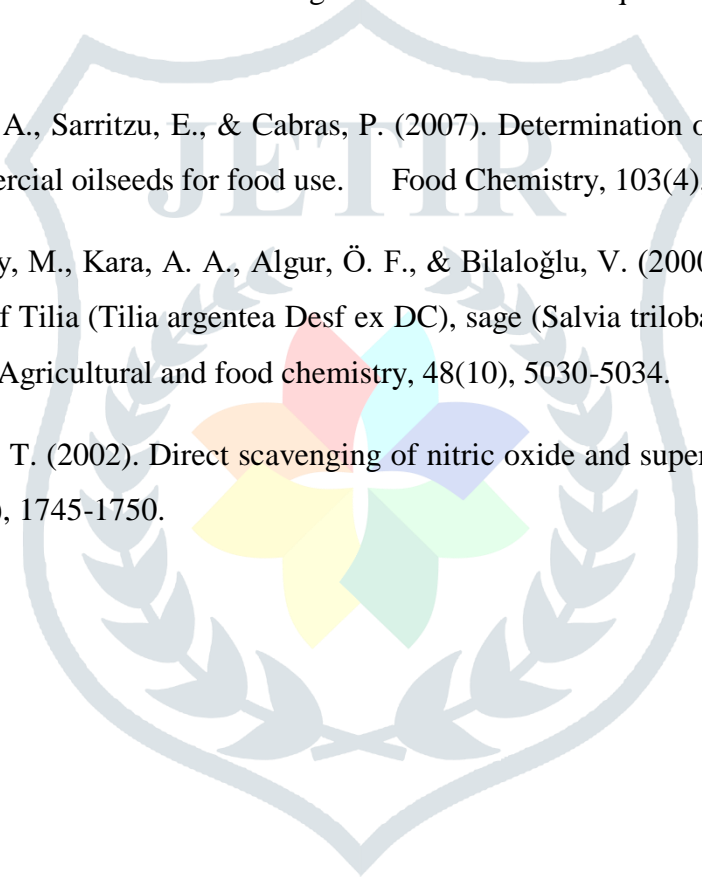 A., Sarritzu, E., & Cabras, P. (2007). Determination
JETIR
ercial oilseeds for food use. Food Chemistry, 103(4)
y, M., Kara, A. A., Algur, Ö. F., & Bilaloğlu, V. (2000
f Tilia (Tilia argentea Desf ex DC), sage (Salvia triloba
Agricultural and food chemistry, 48(10), 5030-5034.
T. (2002). Direct scavenging of nitric oxide and super
), 1745-1750.